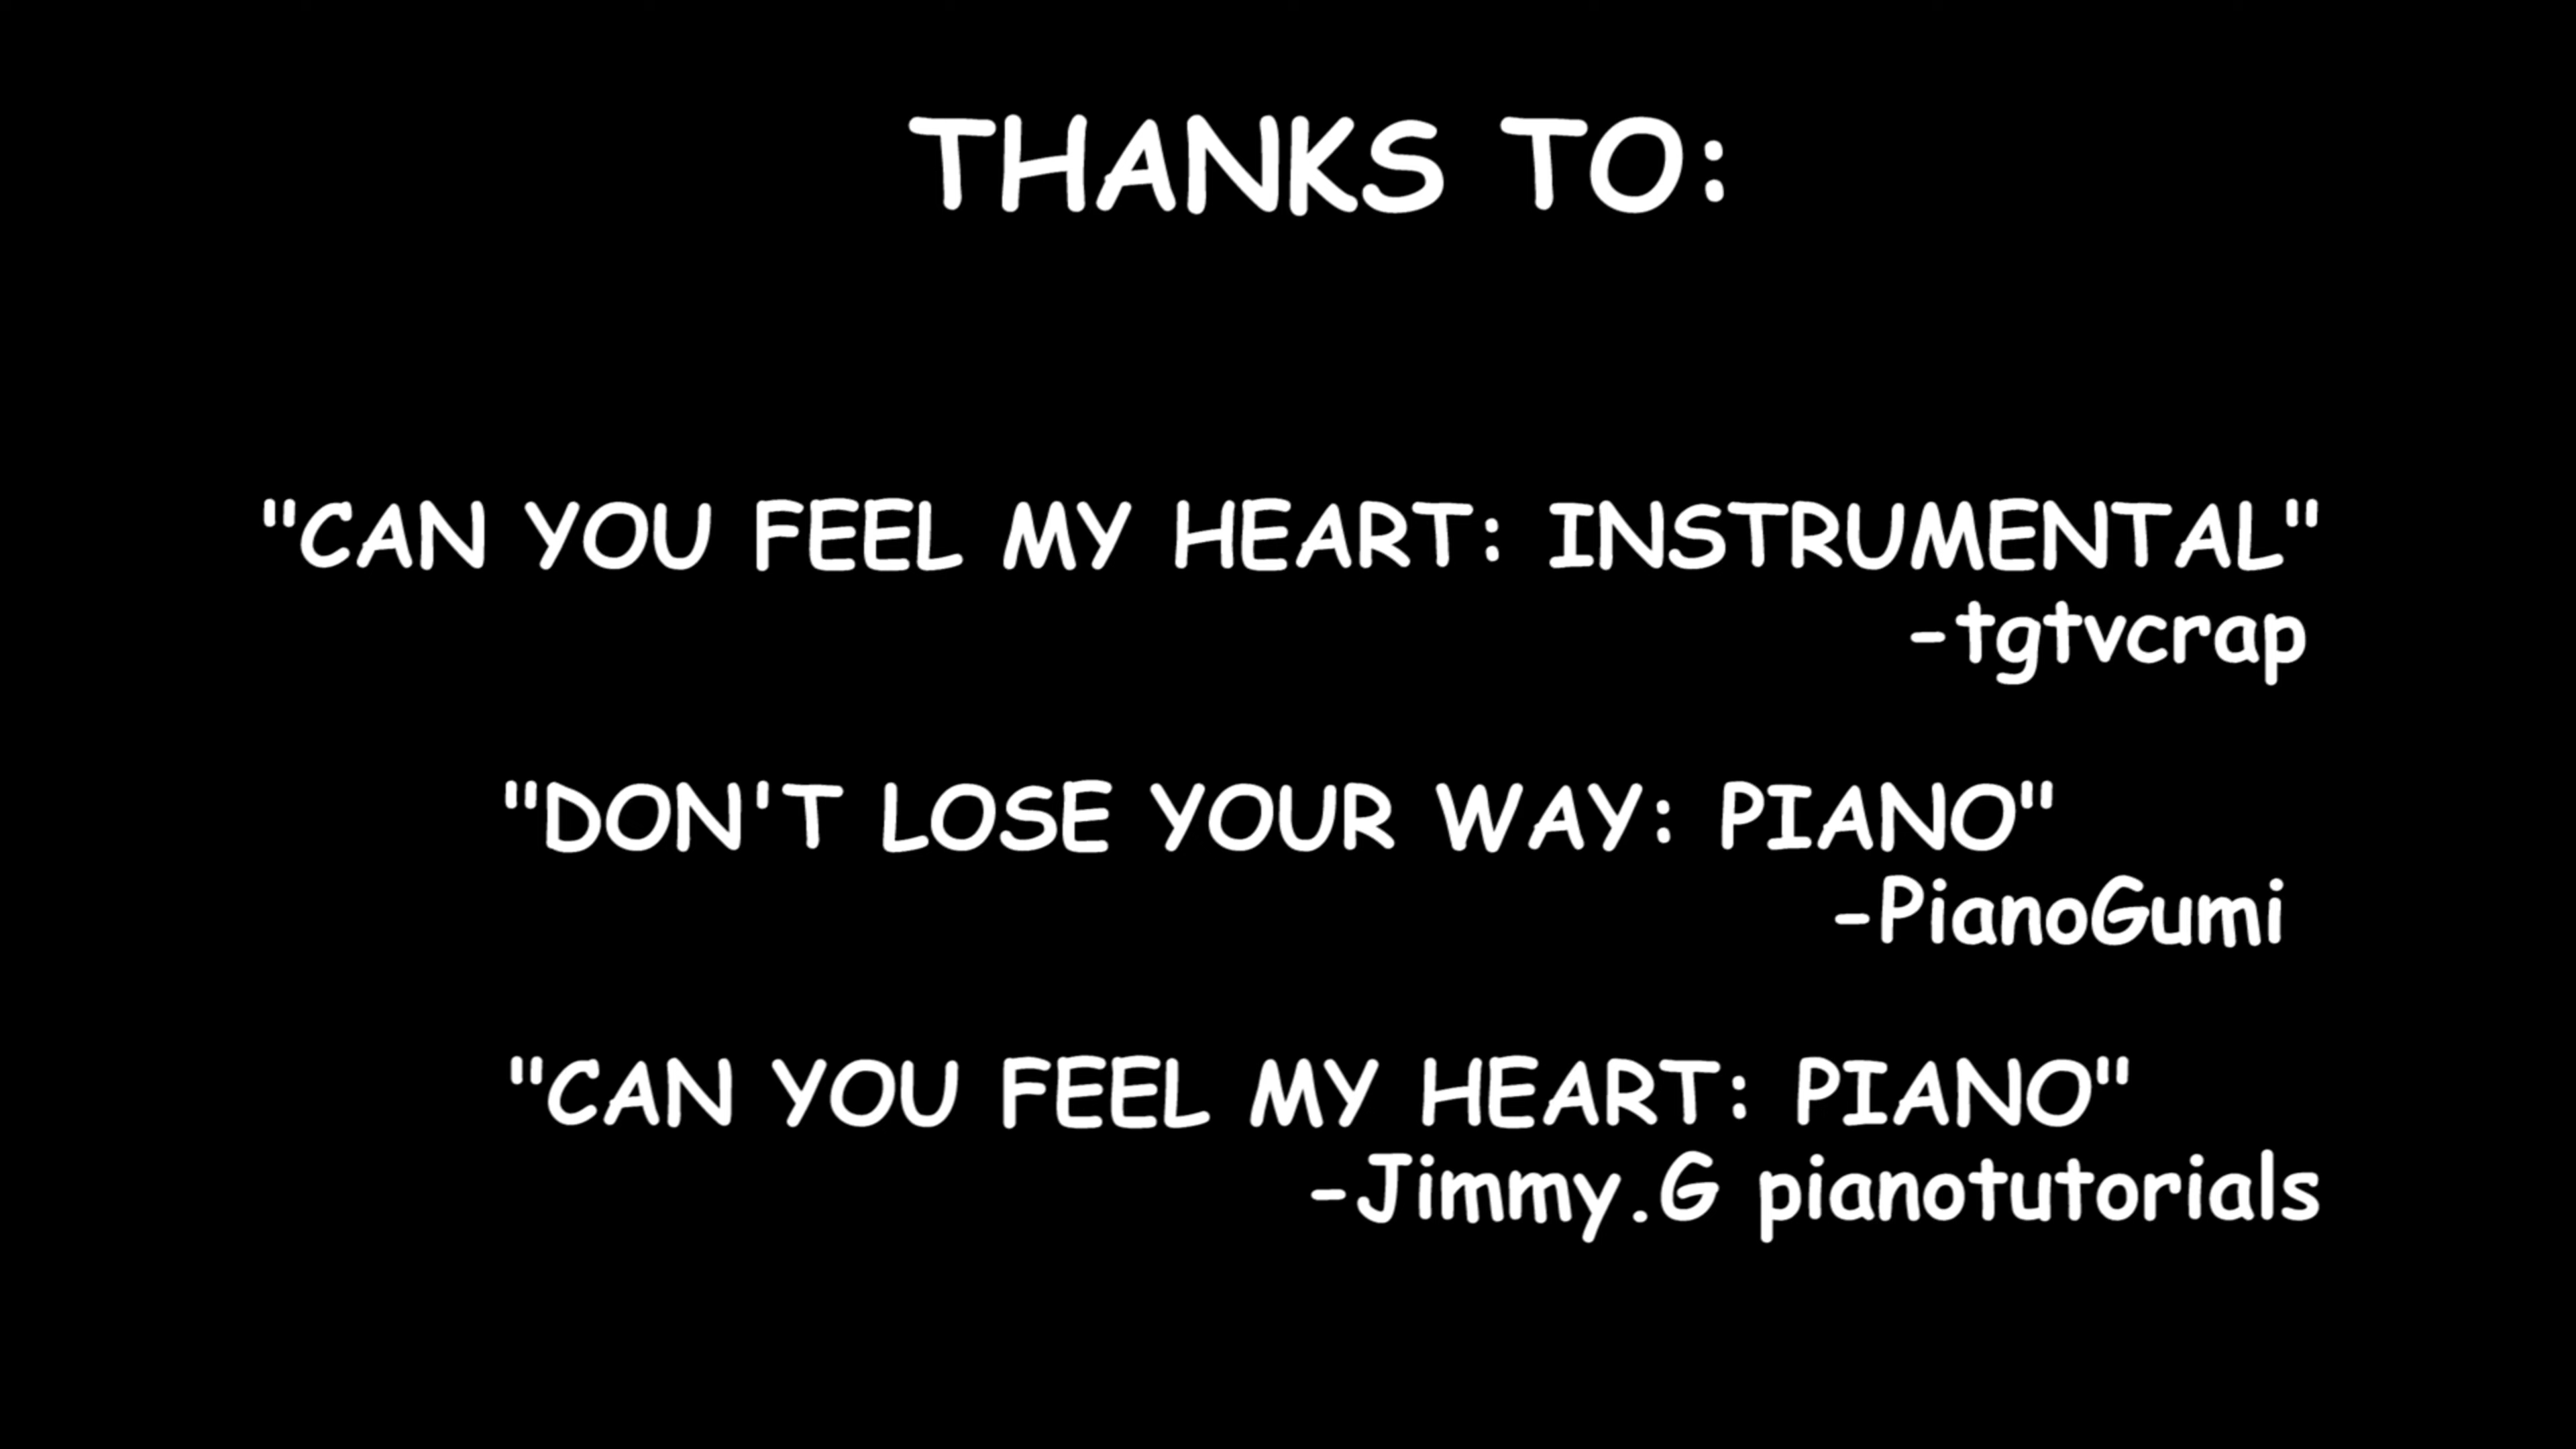 THANKS TO:
"CAN YOU FEEL MY HEART: INSTRUMENTAL"
-tgtvcrap
"DON'T LOSE YOUR WAY: PIANO"
-PianoGumi
"CAN YOU FEEL MY HEART: PIANO"
-Jimmy.G pianotutorials